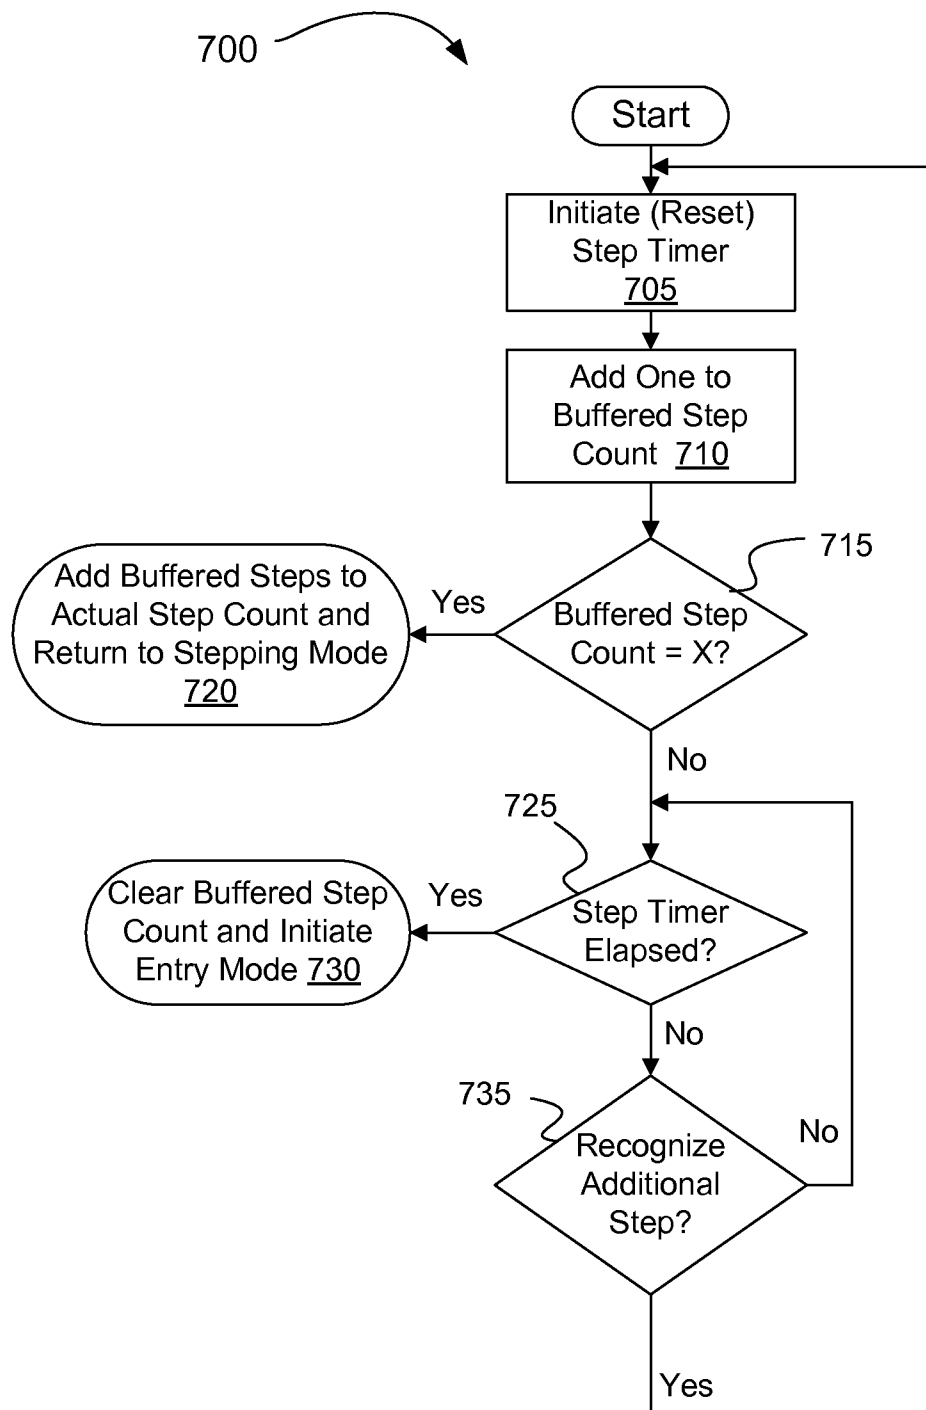 700
Start
Initiate (Reset)
Step Timer
705
Add One to
Buffered Step
Count 710
715
Buffered Step
Count = X?
Yes
Add Buffered Steps to
Actual Step Count and
Return to Stepping Mode
720
No
725
Step Timer
Elapsed?
Yes
Clear Buffered Step
Count and Initiate
Entry Mode 730
No
735
Recognize
Additional
Step?
No
Yes